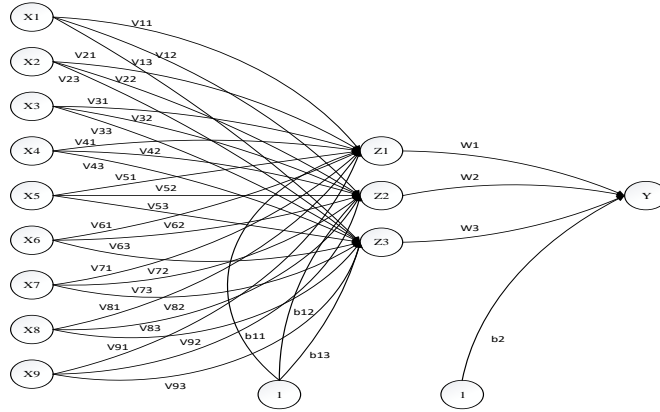 X1
V11
X2
V21
V13
V12
V23
V22
X3
V31
V32
V33
X4
V41
V42
V43
Z1
W1
X5
V51
V52
V53
Z2
W2
Y
X6
V61
V62
V63
Z3
W3
X7
V71
V72
V73
X8
V81
V82
V83
b12
b11
b13
b2
X9
V91
V92
V93
1
1